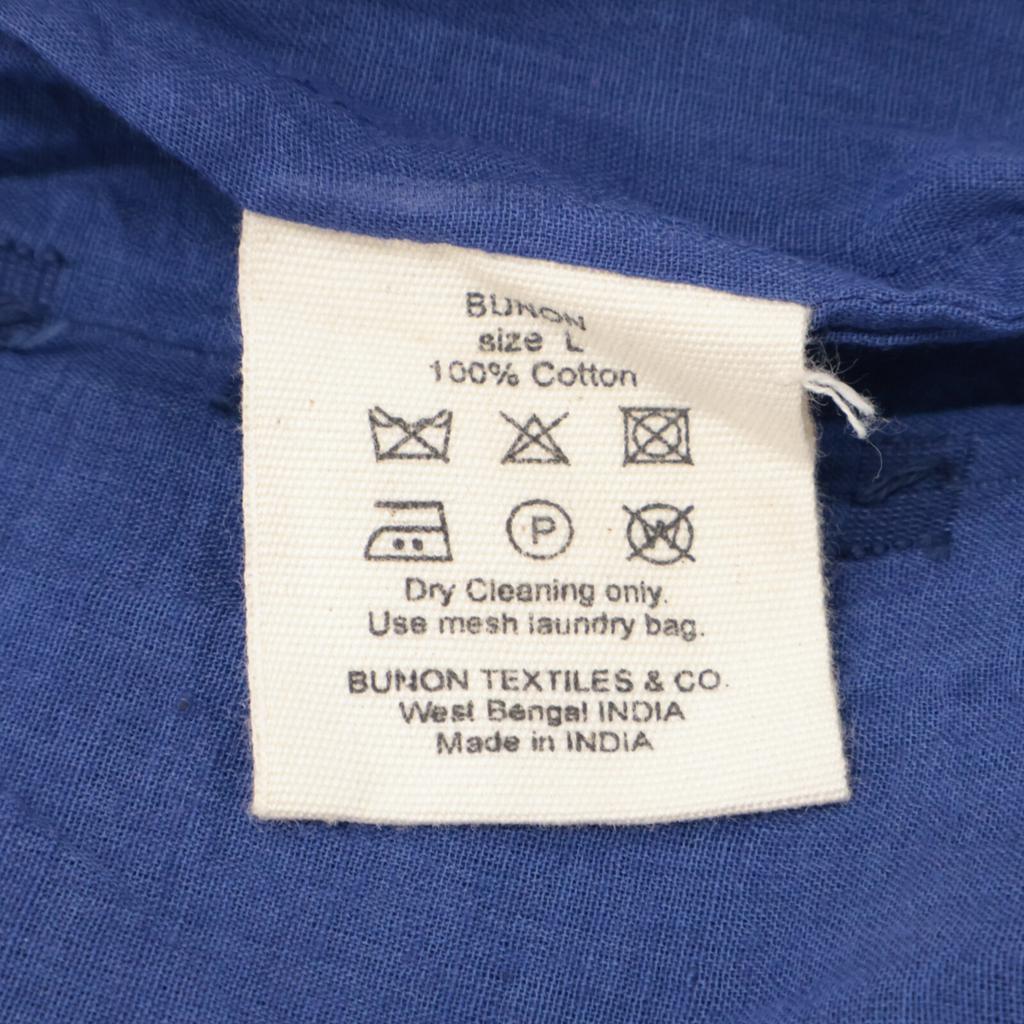 BUNON
size L
100% Cotton
P W
Dry Cleaning only.
Use mesh laundry bag.
BUNON TEXTILES & CO.
West Bengal INDIA
Made in INDIA